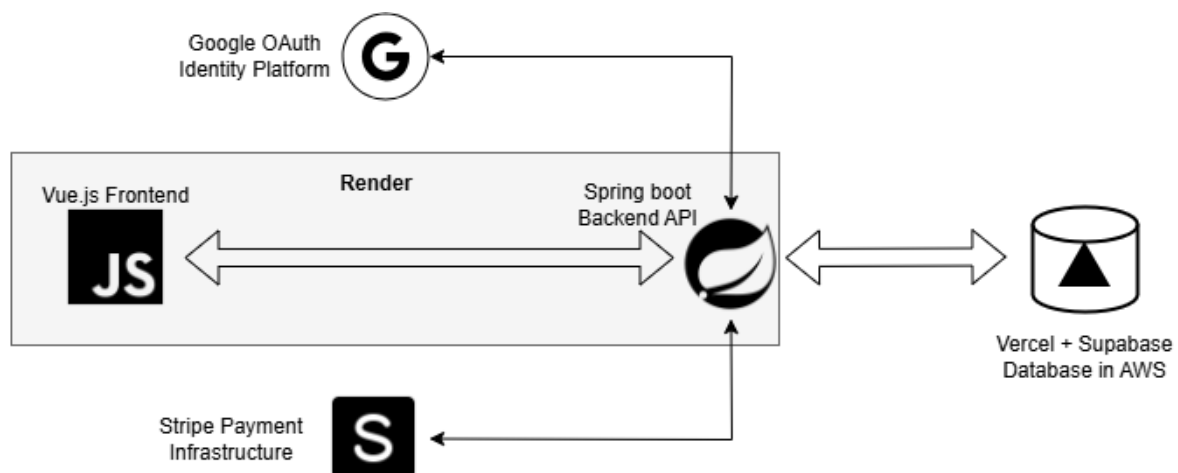 Google OAuth
Identity Platform
G
Render
Vue.js Frontend
JS
Spring boot
Backend API
Vercel + Supabase
Database in AWS
Stripe Payment
Infrastructure
S